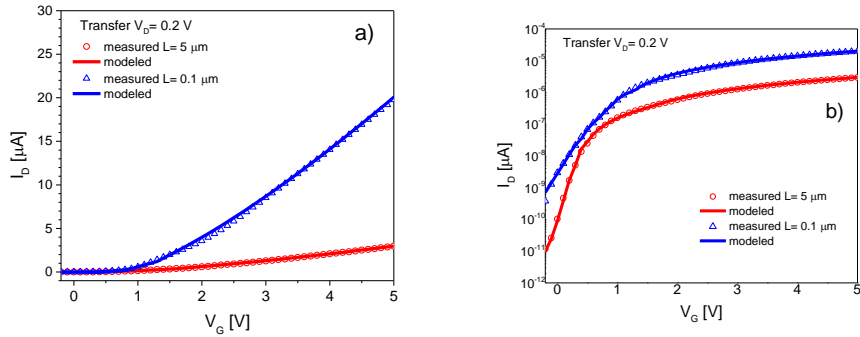 Transfer V_D= 0.2 V
a)
measured L= 5 μm
modeled
measured L= 0.1 μm
modeled
30
25
20
15
10
5
0
I_D [μA]
0 1 2 3 4 5
V_G [V]
Transfer V_D= 0.2 V
b)
measured L= 5 μm
modeled
measured L= 0.1 μm
modeled
10⁻⁴
10⁻⁵
10⁻⁶
10⁻⁷
10⁻⁸
10⁻⁹
10⁻¹⁰
10⁻¹¹
10⁻¹²
I_D [μA]
0 1 2 3 4 5
V_G [V]